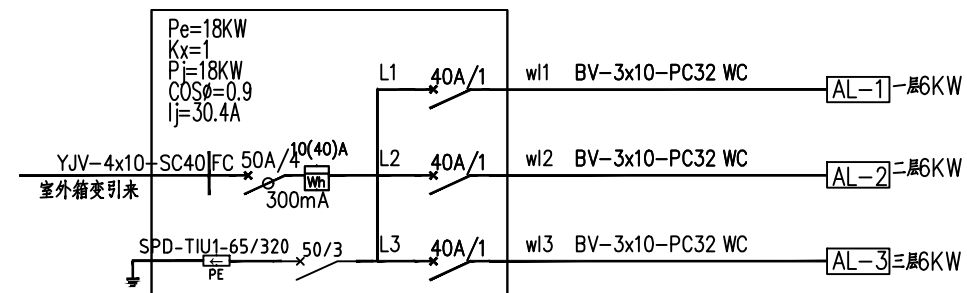 Pe=18KW
Kx=1
Pj=18KW
COSø=0.9
Ij=30.4A
L1 40A/1 wl1 BV-3x10-PC32 WC AL-1 一层6KW
YJV-4x10-SC40 FC 50A/4 10(40)A L2 40A/1 wl2 BV-3x10-PC32 WC AL-2 二层6KW
室外箱变引来
Wh
300mA
SPD-TIU1-65/320 50/3 L3 40A/1 wl3 BV-3x10-PC32 WC AL-3 三层6KW
PE